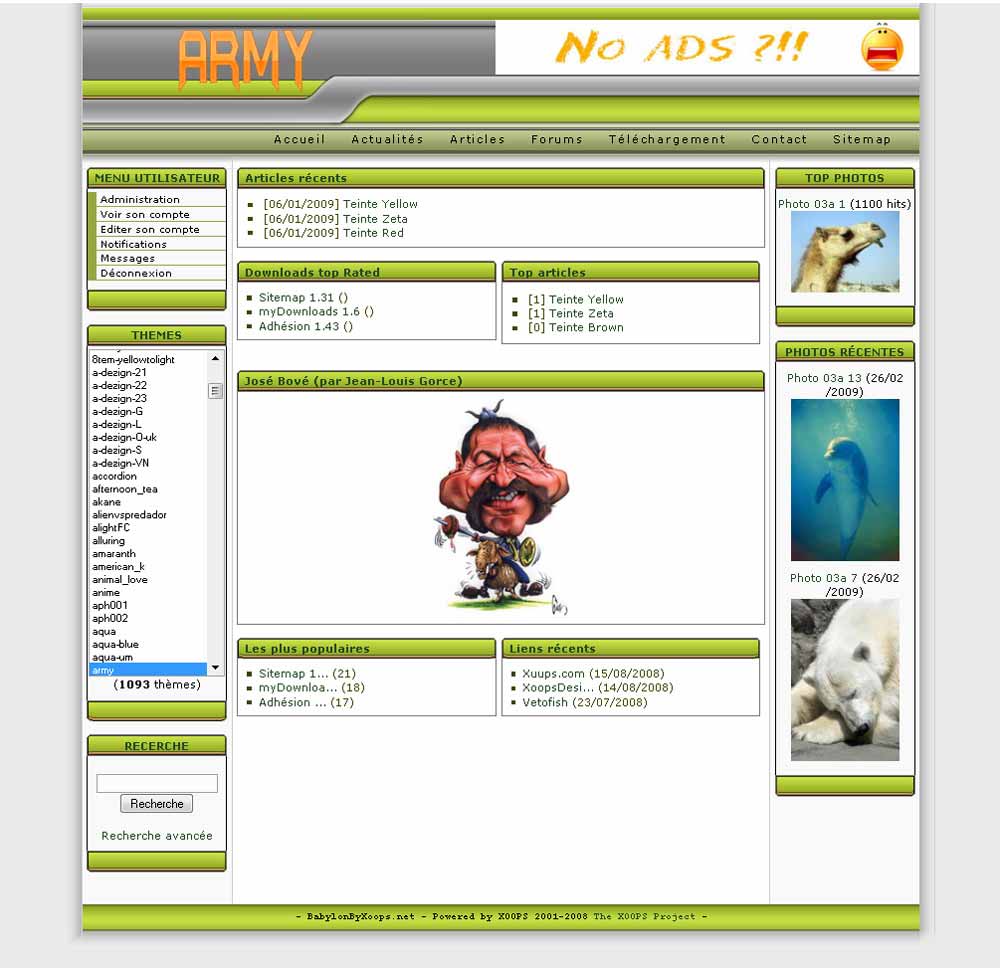 ARMY
No ADS ?!!
Accueil Actualités Articles Forums Téléchargement Contact Sitemap
MENU UTILISATEUR
Administration
Voir son compte
Editer son compte
Notifications
Messages
Déconnexion
THEMES
8tem-yellowtolight
a-dezign-21
a-dezign-22
a-dezign-23
a-dezign-G
a-dezign-L
a-dezign-O-uk
a-dezign-S
a-dezign-VN
accordion
afternoon_tea
akane
alienvspredador
alightFC
alluring
amaranth
american_k
animal_love
anime
aph001
aph002
aqua
aqua-blue
aqua-um
army
(1093 thèmes)
RECERCHE
Recherche
Recherche avancée
Articles récents
[06/01/2009] Teinte Yellow
[06/01/2009] Teinte Zeta
[06/01/2009] Teinte Red
Downloads top Rated
Sitemap 1.31 ()
myDownloads 1.6 ()
Adhésion 1.43 ()
Top articles
[1] Teinte Yellow
[1] Teinte Zeta
[0] Teinte Brown
José Bové (par Jean-Louis Gorce)
Les plus populaires
Sitemap 1... (21)
myDownloa... (18)
Adhésion ... (17)
Liens récents
Xuups.com (15/08/2008)
XoopsDesi... (14/08/2008)
Vetofish (23/07/2008)
TOP PHOTOS
Photo 03a 1 (1100 hits)
PHOTOS RÉCENTES
Photo 03a 13 (26/02
/2009)
Photo 03a 7 (26/02
/2009)
- BabylonByXoops.net - Powered by XOOPS 2001-2008 The XOOPS Project -